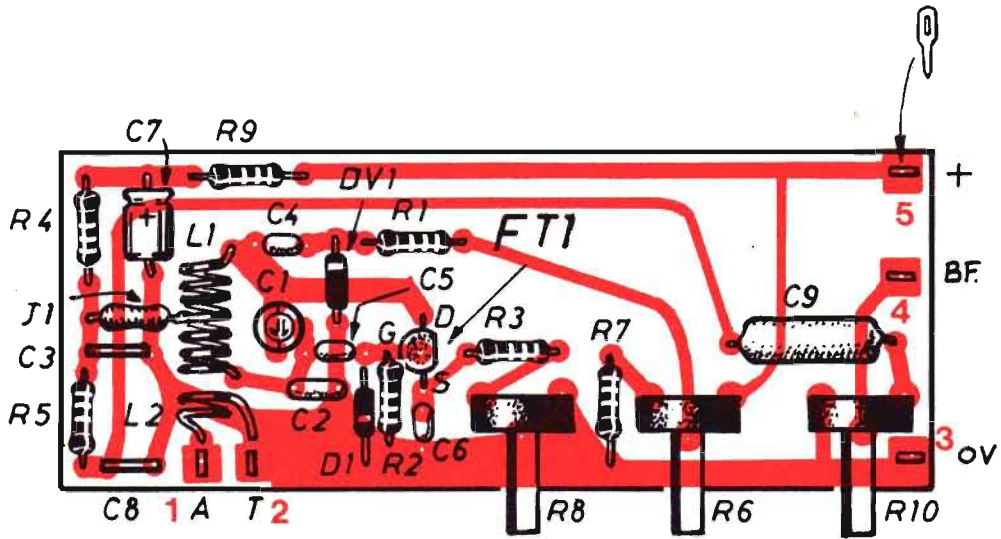 C7 R9
DV1
+
5
R4
L1
C4 R1 FT1
BF.
C1 C5 C9
4
J1
G D R3 R7
C3
S
R5 L2
C2 C6
3 OV
D1 R2
C8 1 A T 2 R8 R6 R10
+